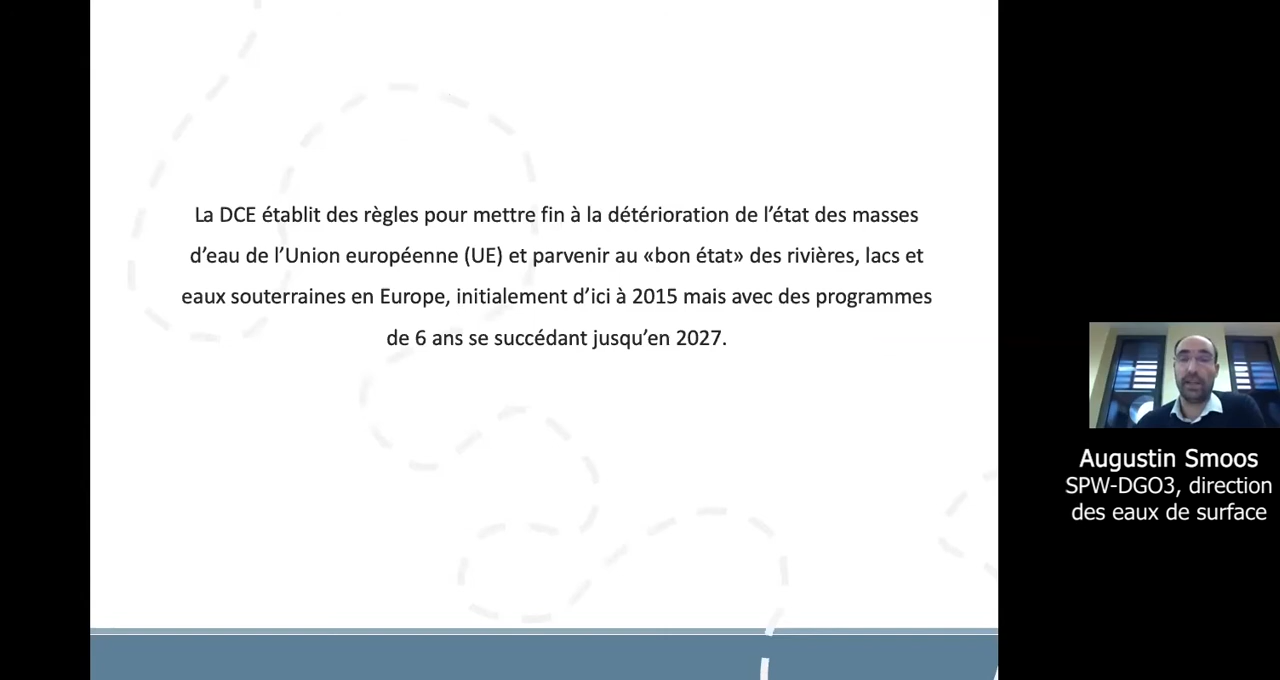 La DCE établit des règles pour mettre fin à la détérioration de l’état des masses
d’eau de l’Union européenne (UE) et parvenir au «bon état» des rivières, lacs et
eaux souterraines en Europe, initialement d’ici à 2015 mais avec des programmes
de 6 ans se succédant jusqu’en 2027.
Augustin Smoos
SPW-DGO3, direction
des eaux de surface